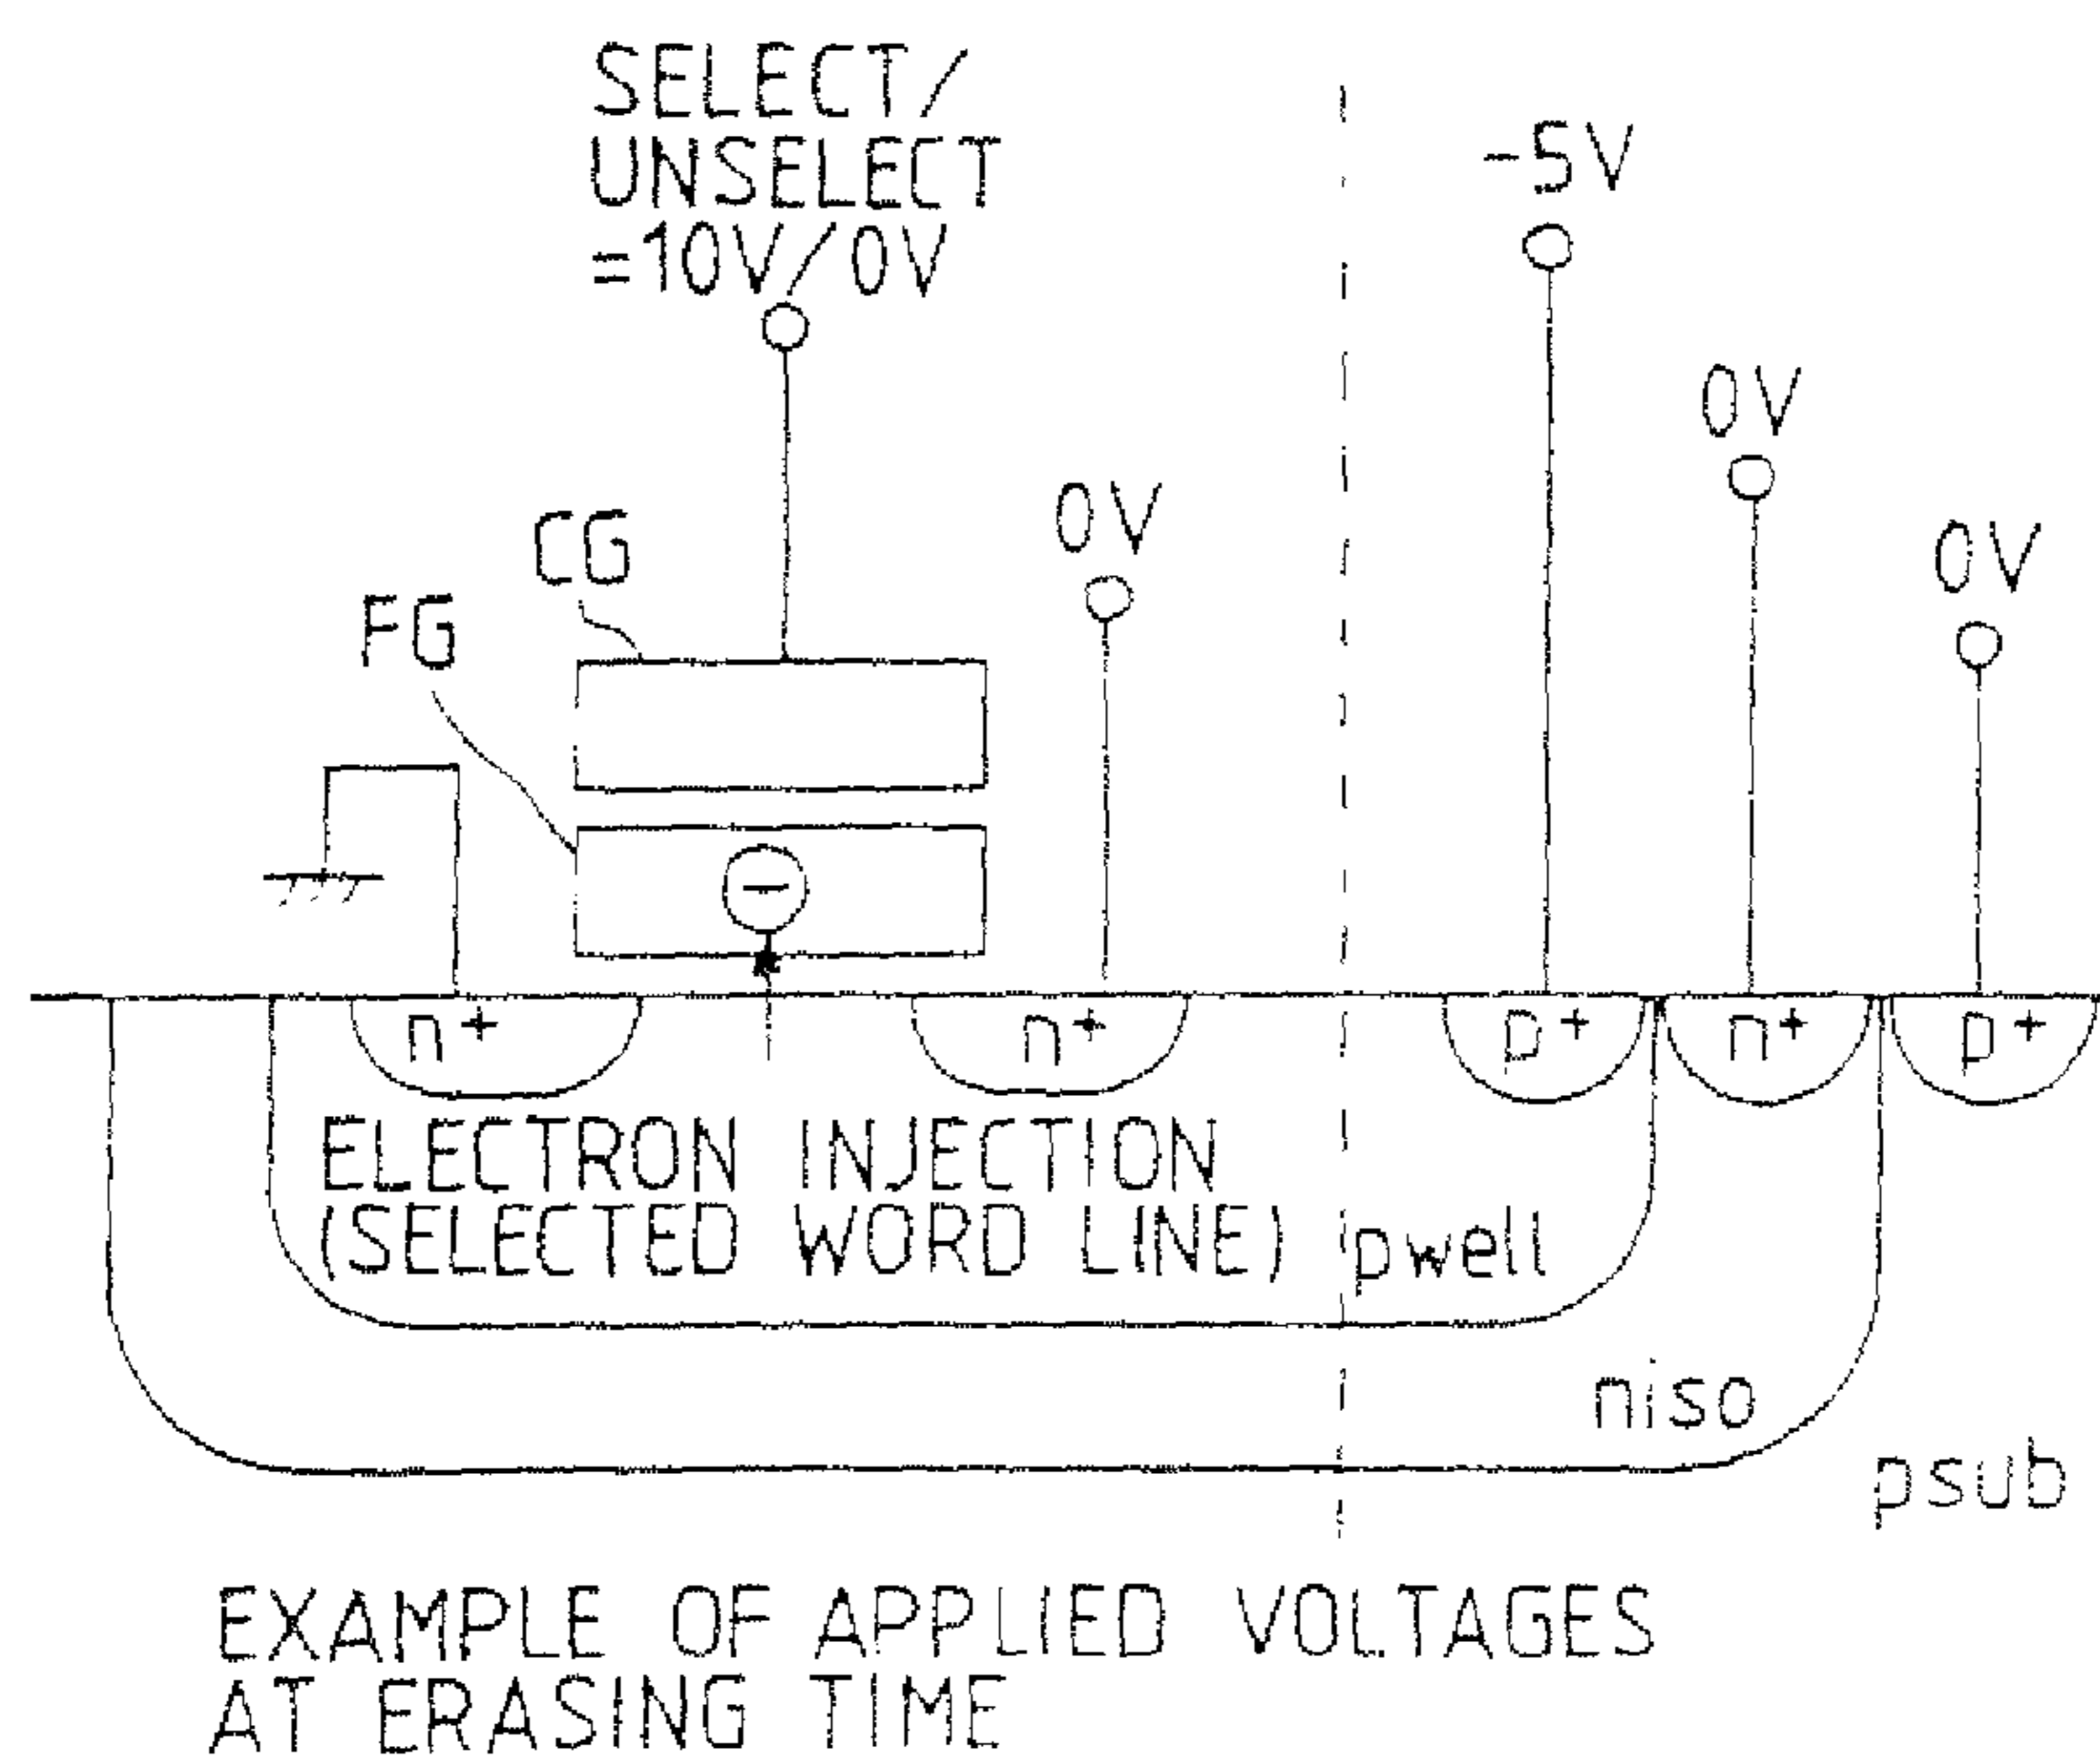 SELECT/
UNSELECT
=10V/0V
-5V
0V
0V
0V
CG
FG
n+
n+
p+
n+
p+
ELECTRON INJECTION
(SELECTED WORD LINE)
pwell
niso
psub
EXAMPLE OF APPLIED VOLTAGES
AT ERASING TIME